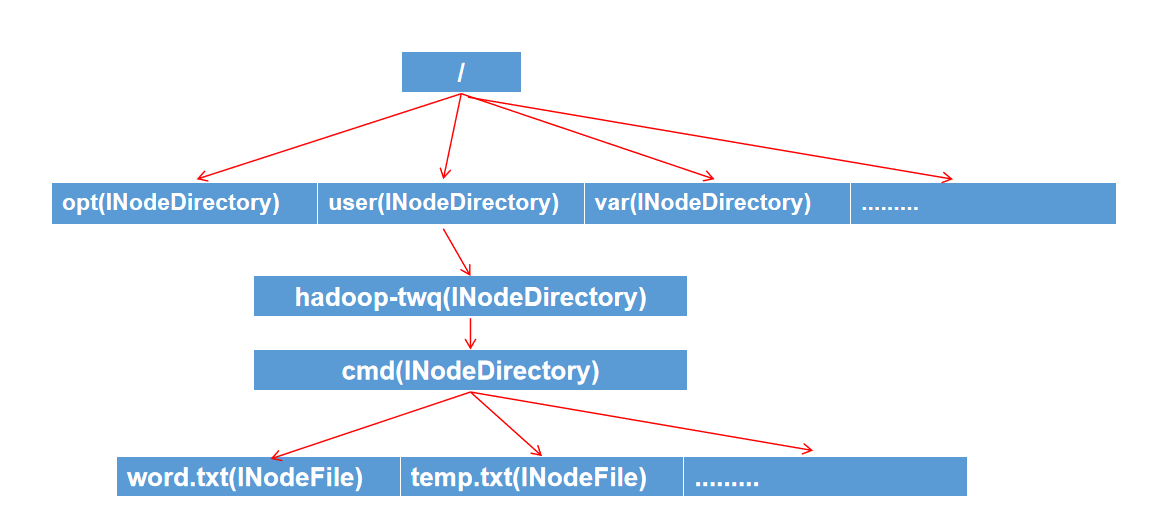 /
opt(INodeDirectory) user(INodeDirectory) var(INodeDirectory) .........
hadoop-twq(INodeDirectory)
cmd(INodeDirectory)
word.txt(INodeFile) temp.txt(INodeFile) .........